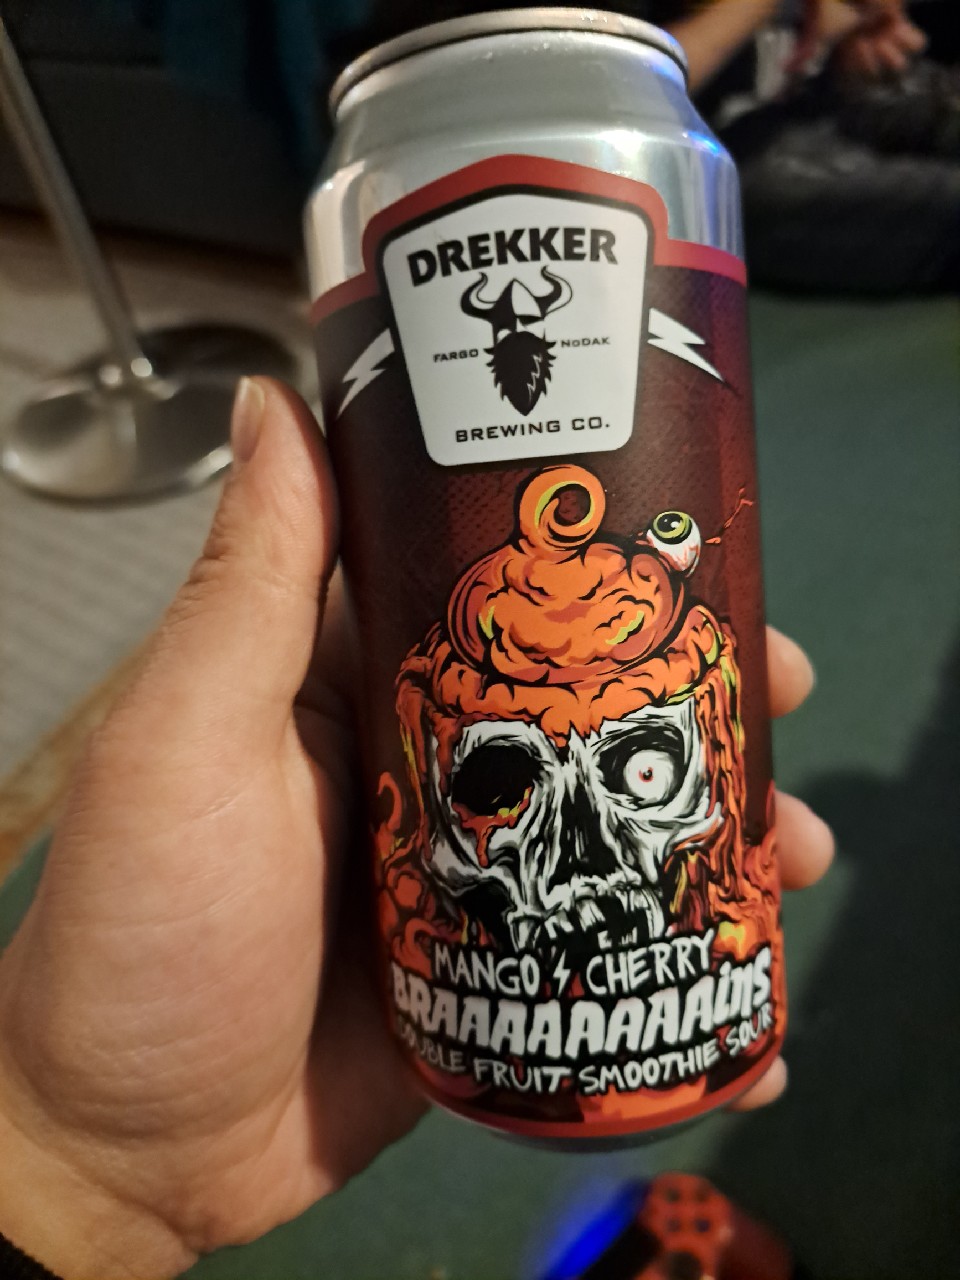 DREKKER
FARGO NoDAK
BREWING CO.
MANGO CHERRY
BRAAAAAAAAAiNS
DOUBLE FRUIT SMOOTHIE SOUR